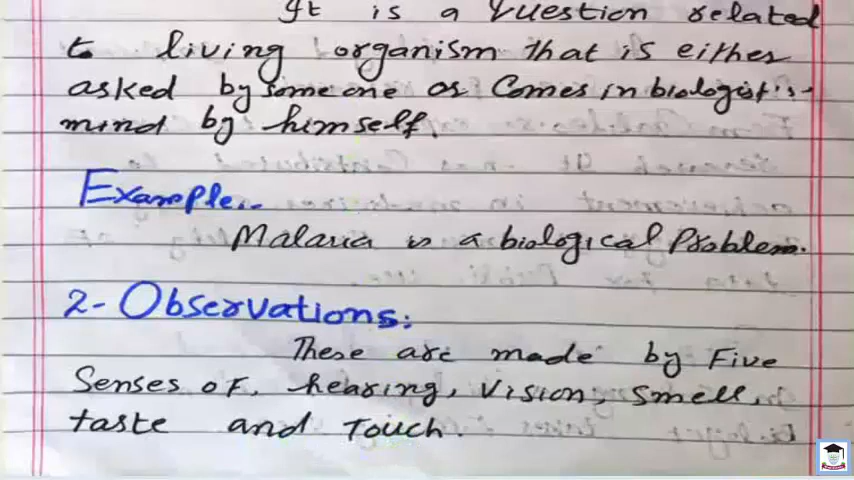 It is a Question related
to living organism that is either
asked by someone or Comes in biologist's
mind by himself.
Example:-
Malaria is a biological Problem.
2- Observations:
These are made by Five
Senses of. hearing, vision, smell,
taste and Touch.